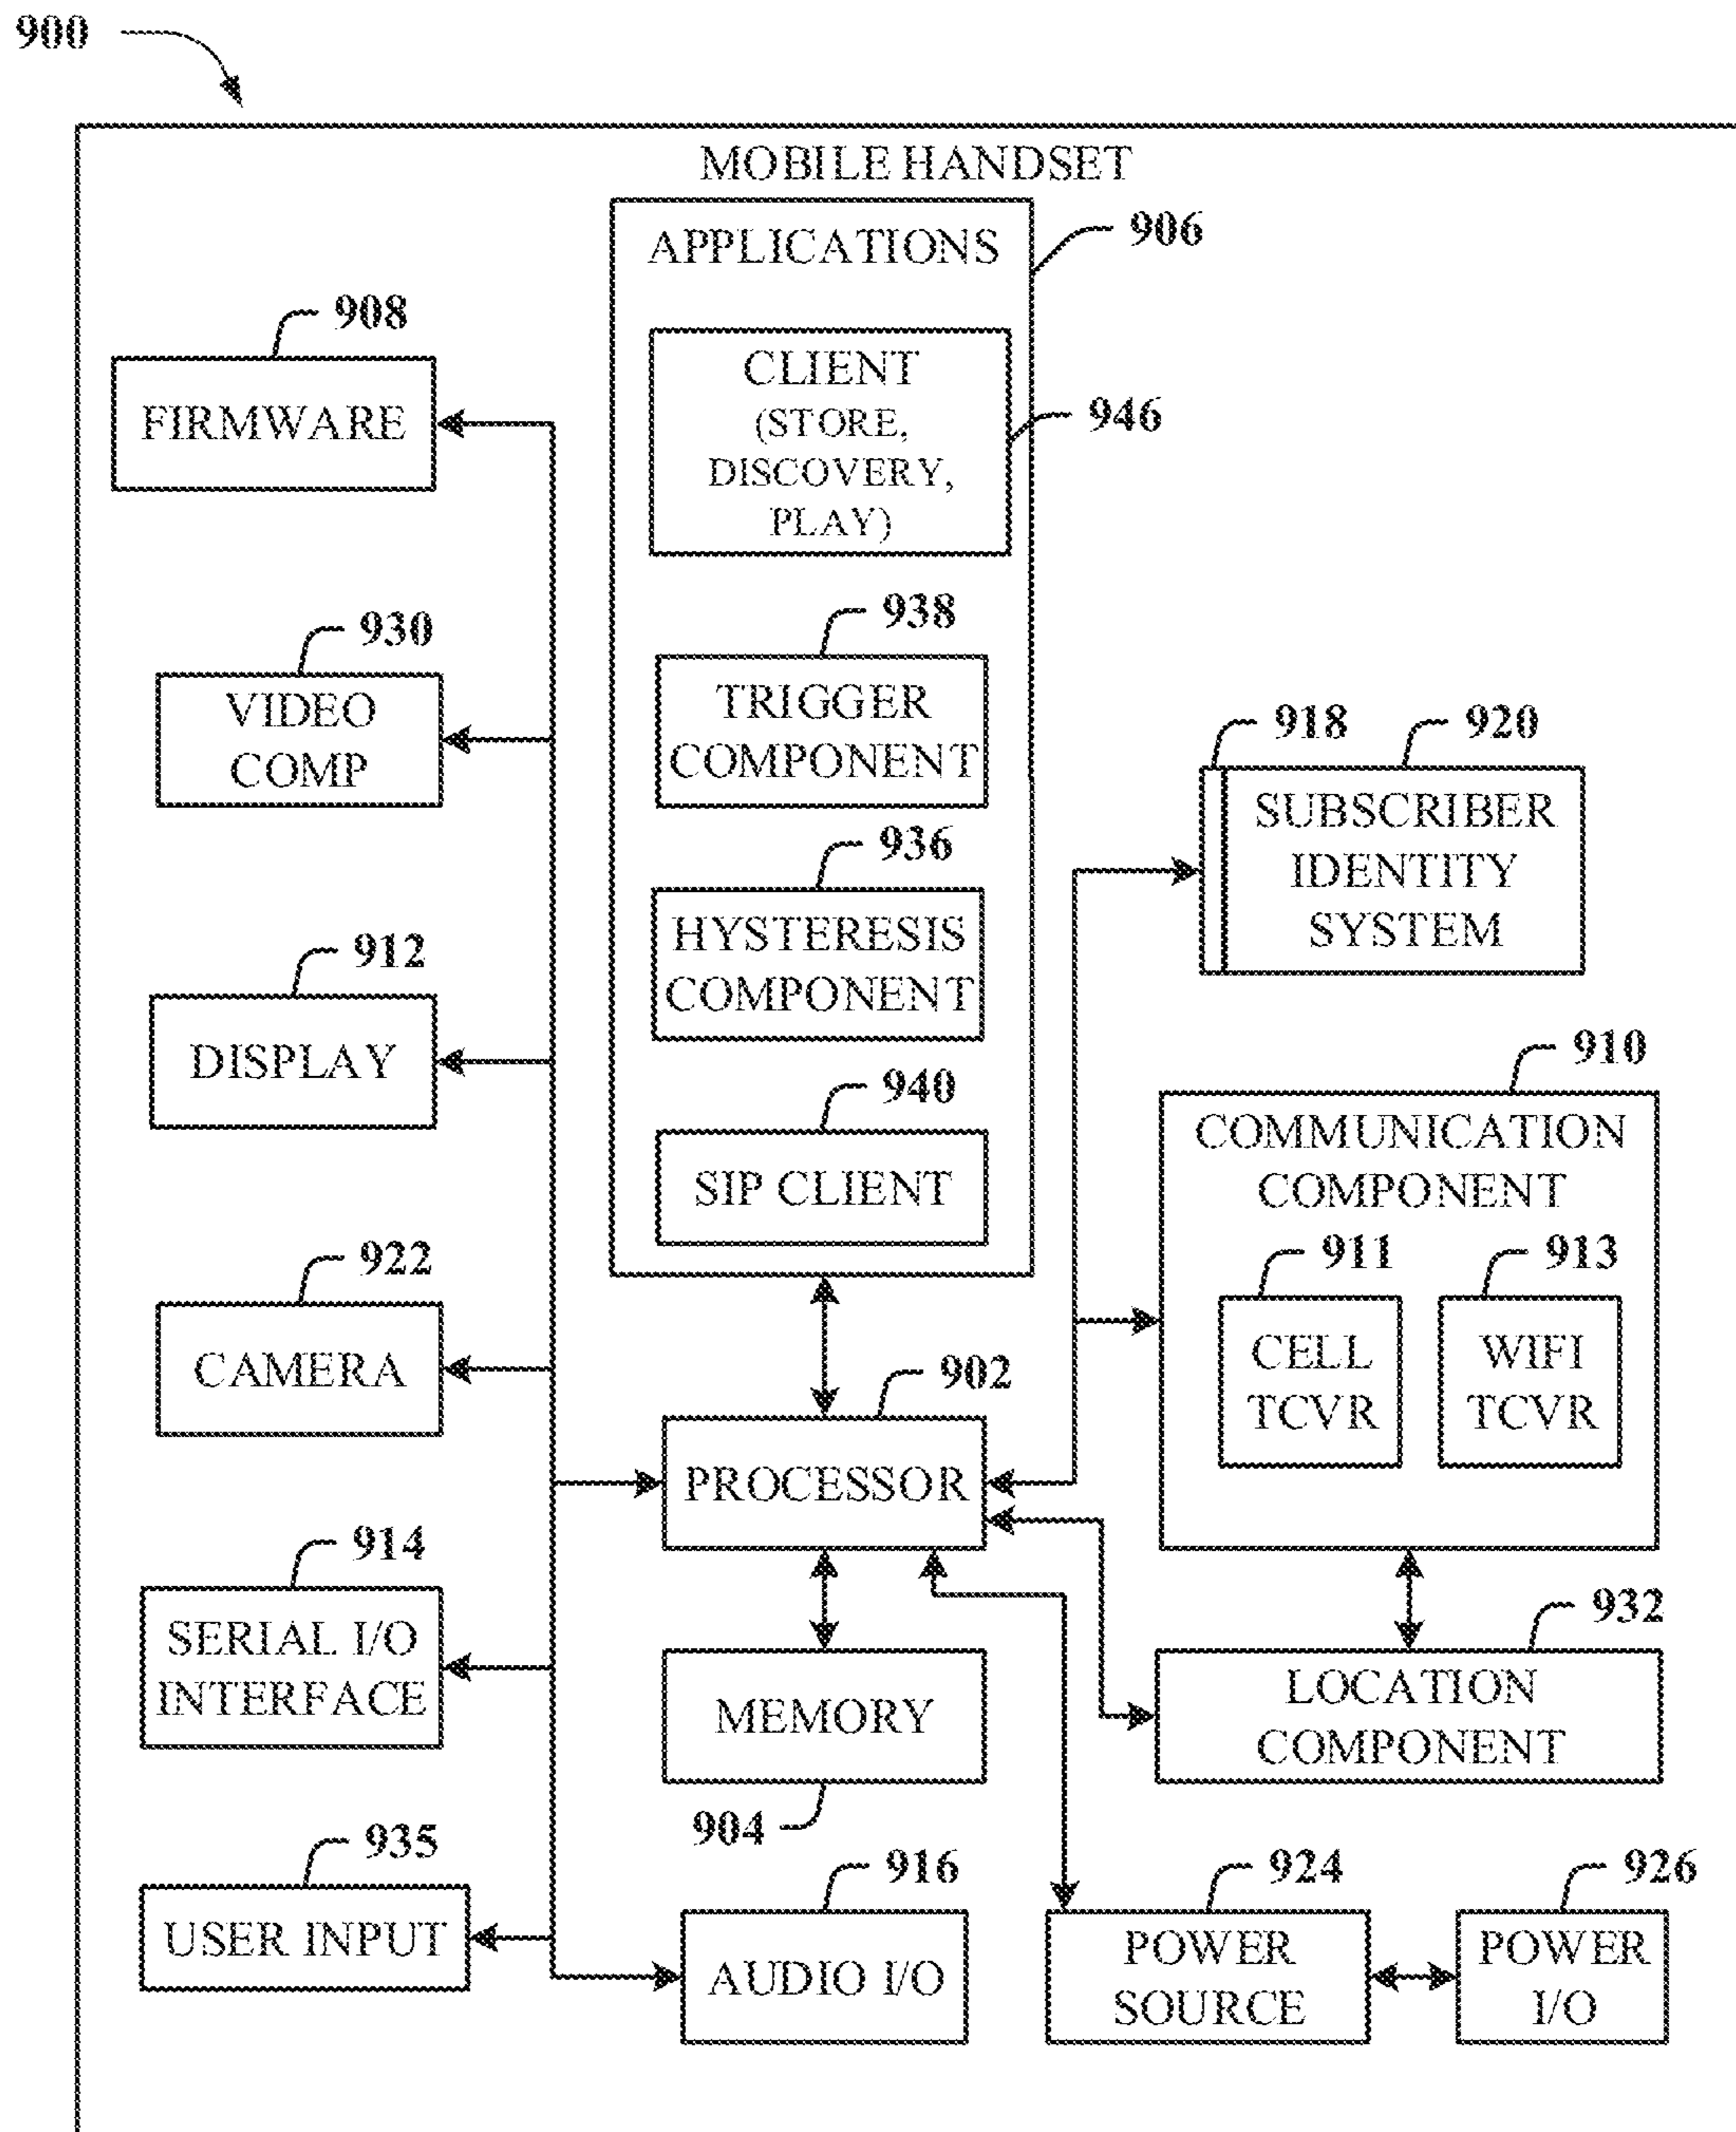 900
MOBILE HANDSET
APPLICATIONS
906
CLIENT
(STORE,
DISCOVERY,
PLAY)
946
938
TRIGGER
COMPONENT
936
HYSTERESIS
COMPONENT
940
SIP CLIENT
908
FIRMWARE
930
VIDEO
COMP
912
DISPLAY
922
CAMERA
914
SERIAL I/O
INTERFACE
935
USER INPUT
902
PROCESSOR
MEMORY
904
916
AUDIO I/O
918
920
SUBSCRIBER
IDENTITY
SYSTEM
910
COMMUNICATION
COMPONENT
911
CELL
TCVR
913
WIFI
TCVR
932
LOCATION
COMPONENT
924
POWER
SOURCE
926
POWER
I/O